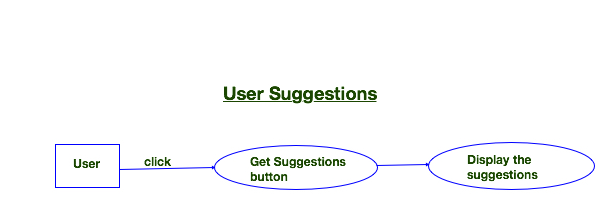 User Suggestions
User
click
Get Suggestions
button
Display the
suggestions